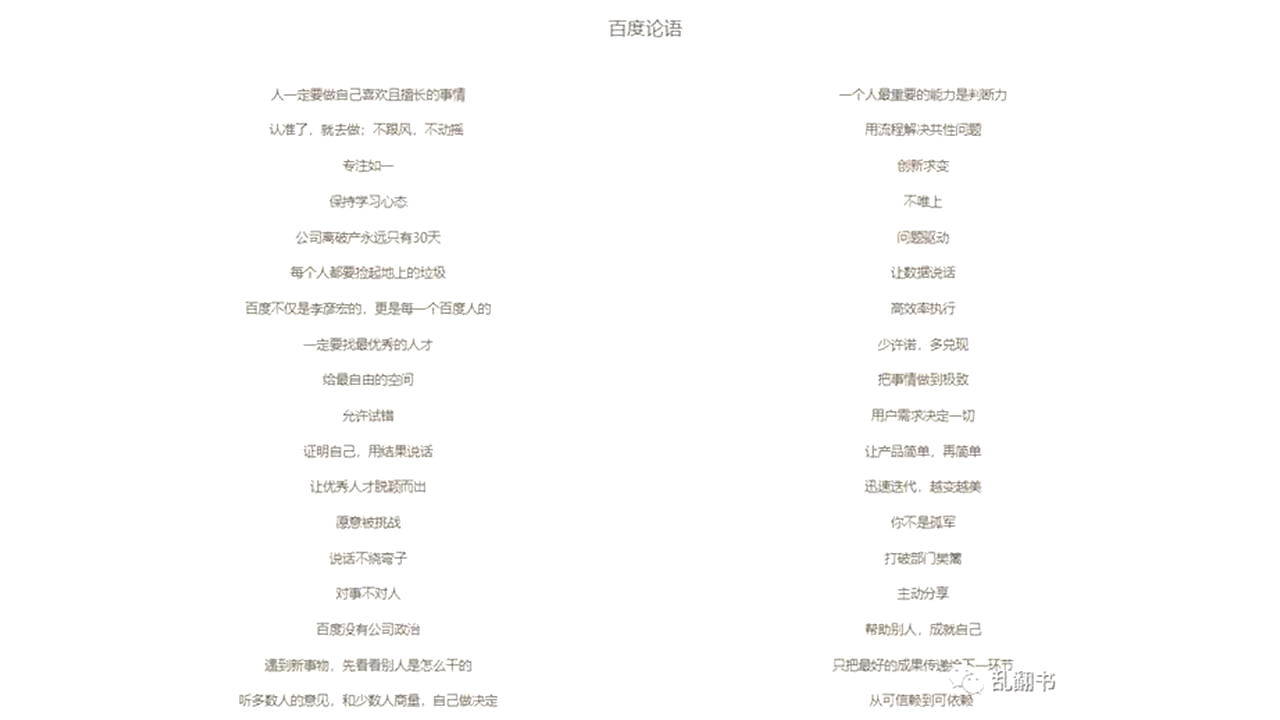 百度论语
人一定要做自己喜欢且擅长的事情
认准了，就去做；不跟风，不动摇
专注如一
保持学习心态
公司离破产永远只有30天
每个人都要捡起地上的垃圾
百度不仅是李彦宏的，更是每一个百度人的
一定要找最优秀的人才
给最自由的空间
允许试错
证明自己，用结果说话
让优秀人才脱颖而出
愿意被挑战
说话不绕弯子
对事不对人
百度没有公司政治
遇到新事物，先看看别人是怎么干的
听多数人的意见，和少数人商量，自己做决定
一个人最重要的能力是判断力
用流程解决共性问题
创新求变
不唯上
问题驱动
让数据说话
高效率执行
少许诺，多兑现
把事情做到极致
用户需求决定一切
让产品简单，再简单
迅速迭代，越变越美
你不是孤军
打破部门樊篱
主动分享
帮助别人，成就自己
只把最好的成果传递给下一环节
从可信赖到可依赖
乱翻书